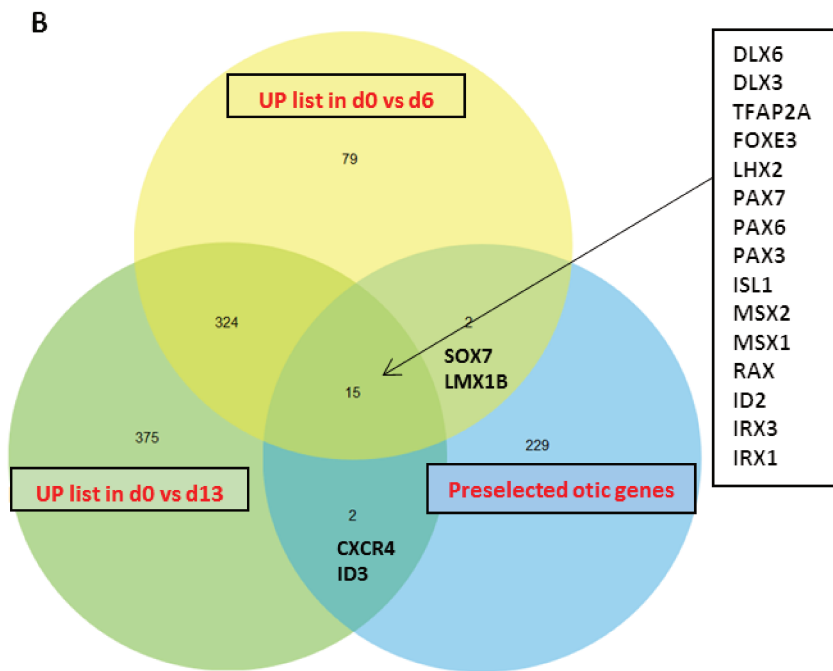 B
UP list in d0 vs d6
79
324
2
SOX7
LMX1B
15
375
229
UP list in d0 vs d13
Preselected otic genes
2
CXCR4
ID3
DLX6
DLX3
TFAP2A
FOXE3
LHX2
PAX7
PAX6
PAX3
ISL1
MSX2
MSX1
RAX
ID2
IRX3
IRX1